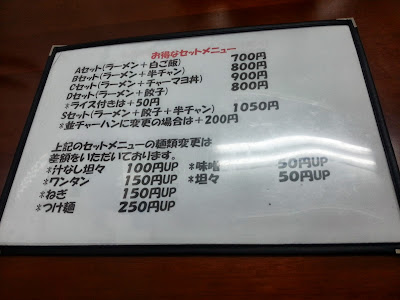 お得なセットメニュー
Aセット(ラーメン＋白ご飯) 700円
Bセット(ラーメン＋半チャン) 800円
Cセット(ラーメン＋チャーマヨ丼) 900円
Dセット(ラーメン＋餃子) 800円
*ライス付きは＋50円
Sセット(ラーメン＋餃子＋半チャン) 1050円
*並チャーハンに変更の場合は＋200円
上記のセットメニューの麺類変更は
差額をいただいております。
*汁なし坦々 100円UP *味噌 50円UP
*ワンタン 150円UP *坦々 50円UP
*ねぎ 150円UP
*つけ麺 250円UP